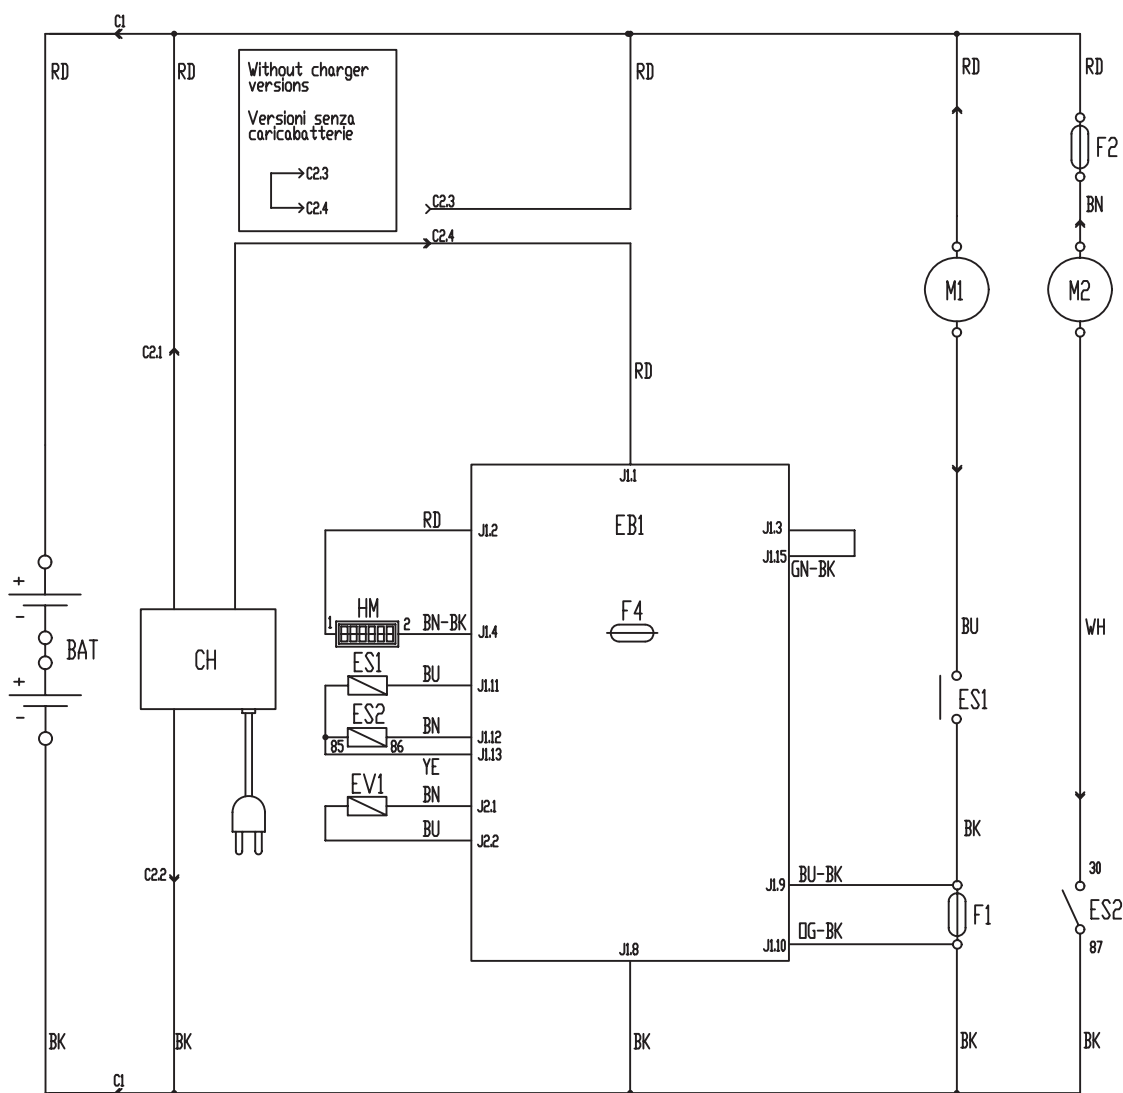 C1
RD
RD
RD
RD
RD
Without charger
versions
Versioni senza
caricabatterie
C2.3
C2.4
C2.3
C2.4
F2
BN
M1
M2
C2.1
RD
J1.1
RD
J1.2
EB1
J1.3
J1.15
GN-BK
+
-
BAT
+
-
CH
HM
1
2
BN-BK
J1.4
F4
BU
WH
ES1
BU
J1.11
ES1
ES2
BN
J1.12
85
86
J1.13
YE
EV1
BN
J2.1
BU
J2.2
BK
C2.2
J1.9
BU-BK
30
F1
ES2
OG-BK
J1.10
J1.8
87
BK
BK
BK
BK
BK
C1